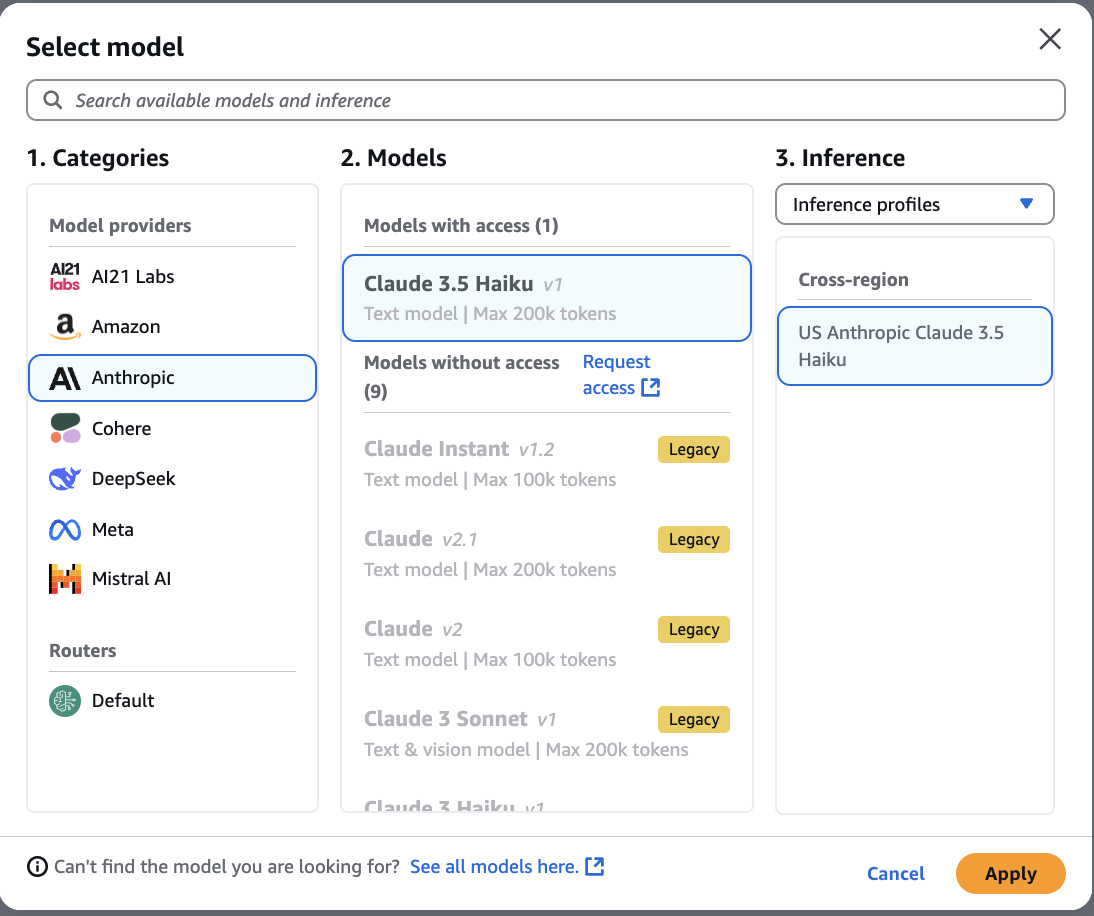 Select model
Search available models and inference
1. Categories
Model providers
AI21 labs
AI21 Labs
Amazon
Anthropic
Cohere
DeepSeek
Meta
Mistral AI
Routers
Default
2. Models
Models with access (1)
Claude 3.5 Haiku v1
Text model | Max 200k tokens
Models without access
(9)
Request
access
Claude Instant v1.2
Legacy
Text model | Max 100k tokens
Claude v2.1
Legacy
Text model | Max 200k tokens
Claude v2
Legacy
Text model | Max 100k tokens
Claude 3 Sonnet v1
Legacy
Text & vision model | Max 200k tokens
Claude 3 Haiku v1
3. Inference
Inference profiles
Cross-region
US Anthropic Claude 3.5
Haiku
Can't find the model you are looking for? See all models here.
Cancel
Apply